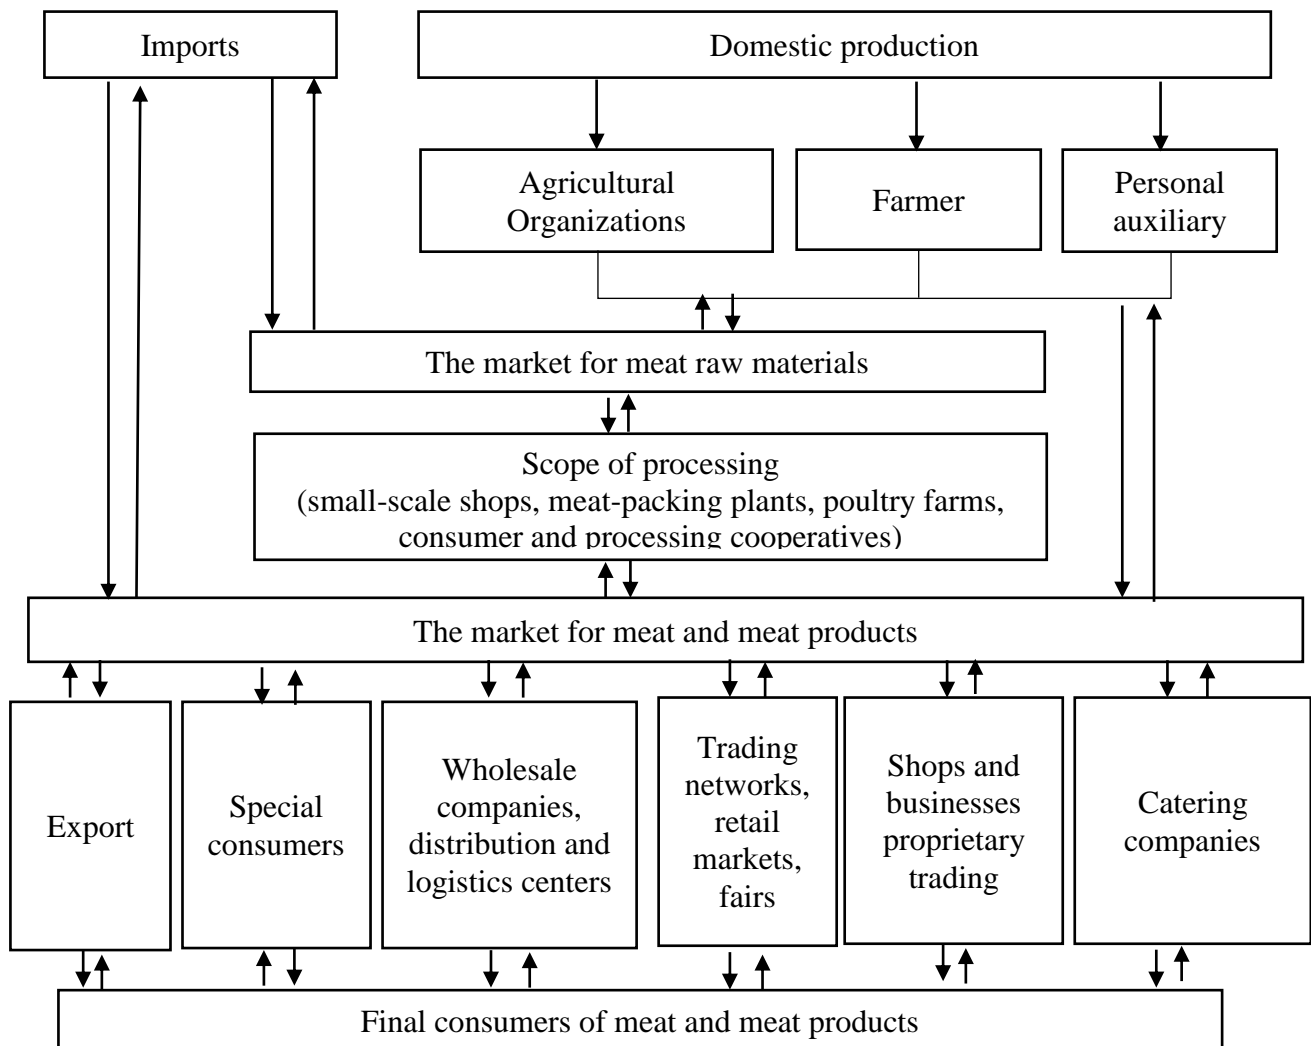 Imports
Domestic production
Agricultural
Organizations
Farmer
Personal
auxiliary
The market for meat raw materials
Scope of processing
(small-scale shops, meat-packing plants, poultry farms,
consumer and processing cooperatives)
The market for meat and meat products
Export
Special
consumers
Wholesale
companies,
distribution and
logistics centers
Trading
networks,
retail
markets,
fairs
Shops and
businesses
proprietary
trading
Catering
companies
Final consumers of meat and meat products